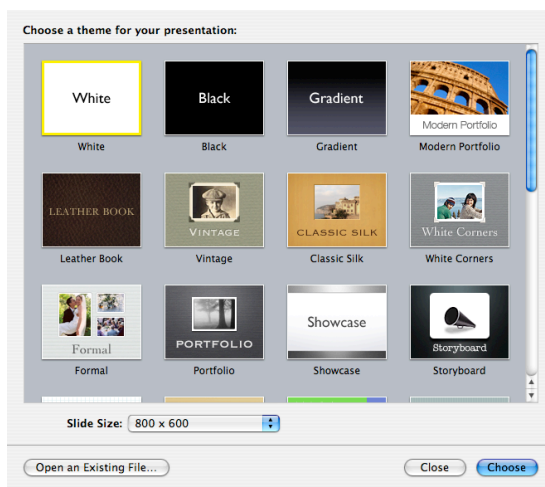 Choose a theme for your presentation:
White
Black
Gradient
Modern Portfolio
White
Black
Gradient
Modern Portfolio
LEATHER BOOK
VINTAGE
CLASSIC SILK
White Corners
Leather Book
Vintage
Classic Silk
White Corners
Formal
PORTFOLIO
Showcase
Storyboard
Formal
Portfolio
Showcase
Storyboard
Slide Size: 800 x 600
Open an Existing File...
Close
Choose